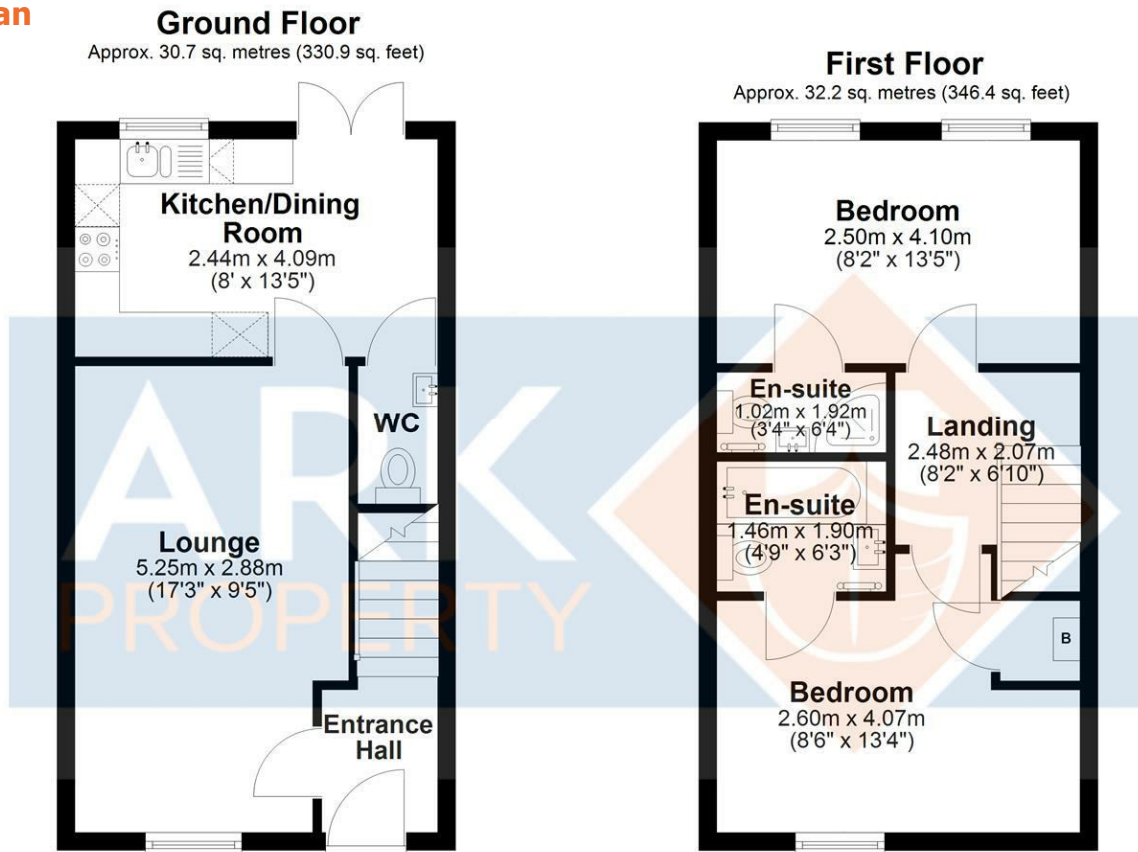 an
Ground Floor
Approx. 30.7 sq. metres (330.9 sq. feet)
Kitchen/Dining
Room
2.44m x 4.09m
(8' x 13'5")
WC
Lounge
5.25m x 2.88m
(17'3" x 9'5")
Entrance
Hall
First Floor
Approx. 32.2 sq. metres (346.4 sq. feet)
Bedroom
2.50m x 4.10m
(8'2" x 13'5")
En-suite
1.02m x 1.92m
(3'4" x 6'4")
Landing
2.48m x 2.07m
(8'2" x 6'10")
En-suite
1.46m x 1.90m
(4'9" x 6'3")
B
Bedroom
2.60m x 4.07m
(8'6" x 13'4")
ARK
PROPERTY